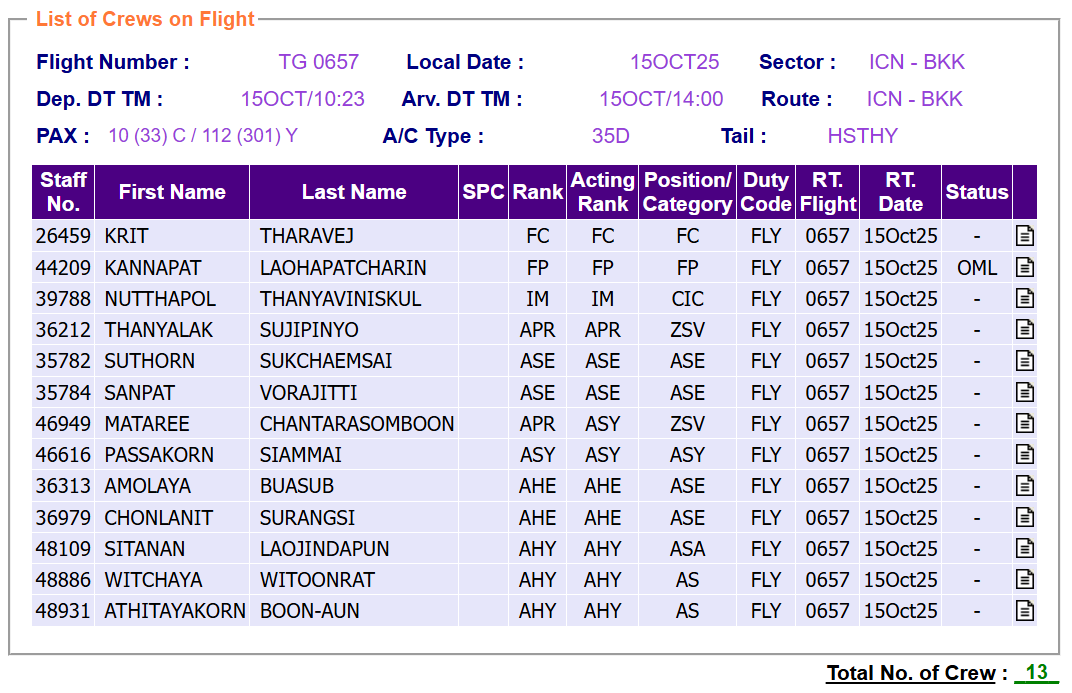 List of Crews on Flight
Flight Number : TG 0657 Local Date : 15OCT25 Sector : ICN - BKK
Dep. DT TM : 15OCT/10:23 Arv. DT TM : 15OCT/14:00 Route : ICN - BKK
PAX : 10 (33) C / 112 (301) Y A/C Type : 35D Tail : HSTHY
Staff No. First Name Last Name SPC Rank Acting Rank Position/ Category Duty Code RT. Flight RT. Date Status
26459 KRIT THARAVEJ FC FC FC FLY 0657 15Oct25 -
44209 KANNAPAT LAOHAPATCHARIN FP FP FP FLY 0657 15Oct25 OML
39788 NUTTHAPOL THANYAVINISKUL IM IM CIC FLY 0657 15Oct25 -
36212 THANYALAK SUJIPINYO APR APR ZSV FLY 0657 15Oct25 -
35782 SUTHORN SUKCHAEMSAI ASE ASE ASE FLY 0657 15Oct25 -
35784 SANPAT VORAJITTI ASE ASE ASE FLY 0657 15Oct25 -
46949 MATAREE CHANTARASOMBOON APR ASY ZSV FLY 0657 15Oct25 -
46616 PASSAKORN SIAMMAI ASY ASY ASY FLY 0657 15Oct25 -
36313 AMOLAYA BUASUB AHE AHE ASE FLY 0657 15Oct25 -
36979 CHONLANIT SURANGSI AHE AHE ASE FLY 0657 15Oct25 -
48109 SITANAN LAOJINDAPUN AHY AHY ASA FLY 0657 15Oct25 -
48886 WITCHAYA WITOONRAT AHY AHY AS FLY 0657 15Oct25 -
48931 ATHITAYAKORN BOON-AUN AHY AHY AS FLY 0657 15Oct25 -
Total No. of Crew : 13